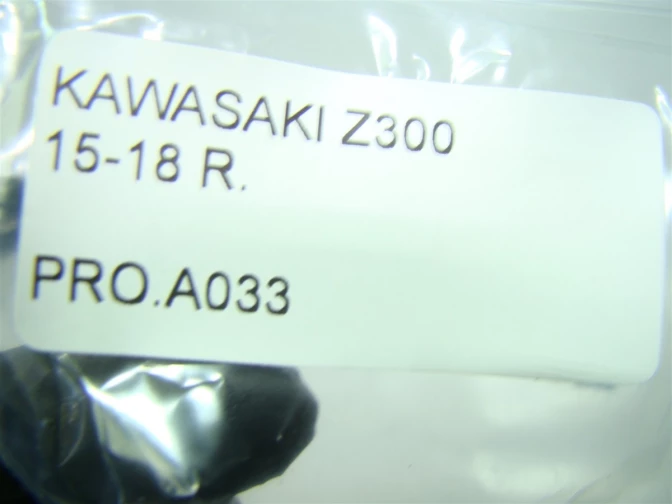 KAWASAKI Z300
15-18 R.
PRO.A033